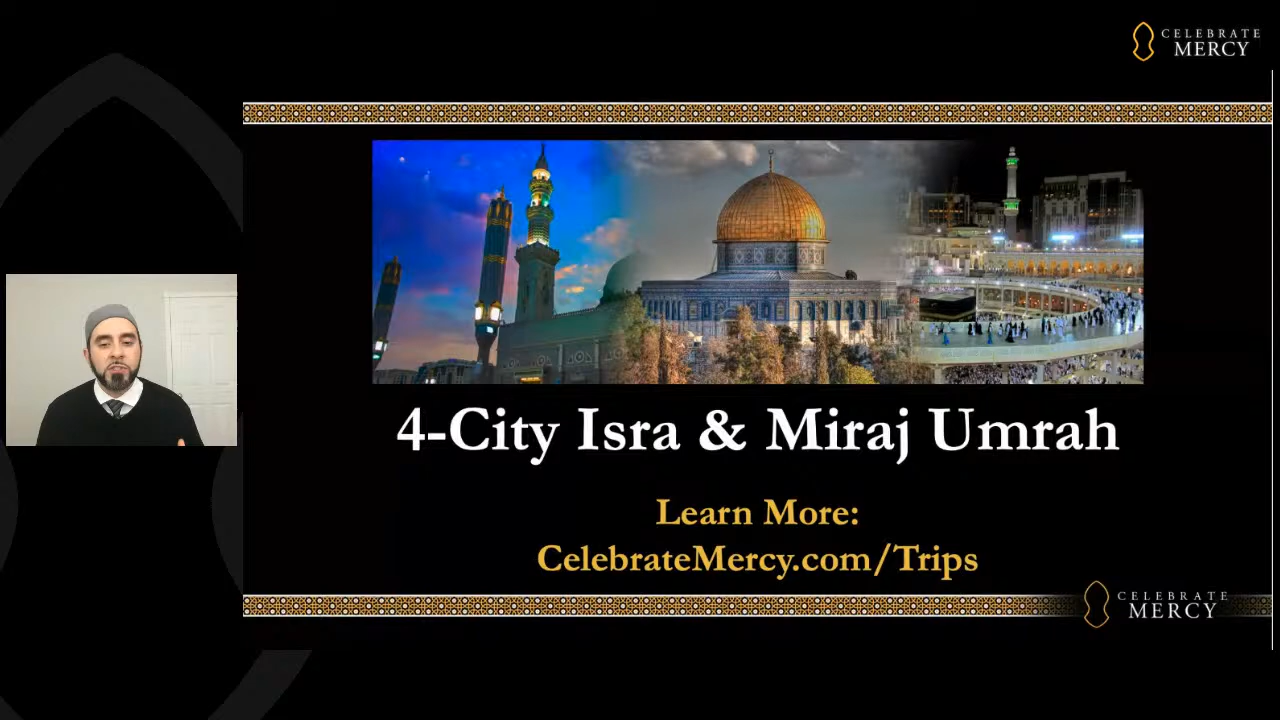 CELEBRATE
MERCY
4-City Isra & Miraj Umrah
Learn More:
CelebrateMercy.com/Trips
CELEBRATE
MERCY